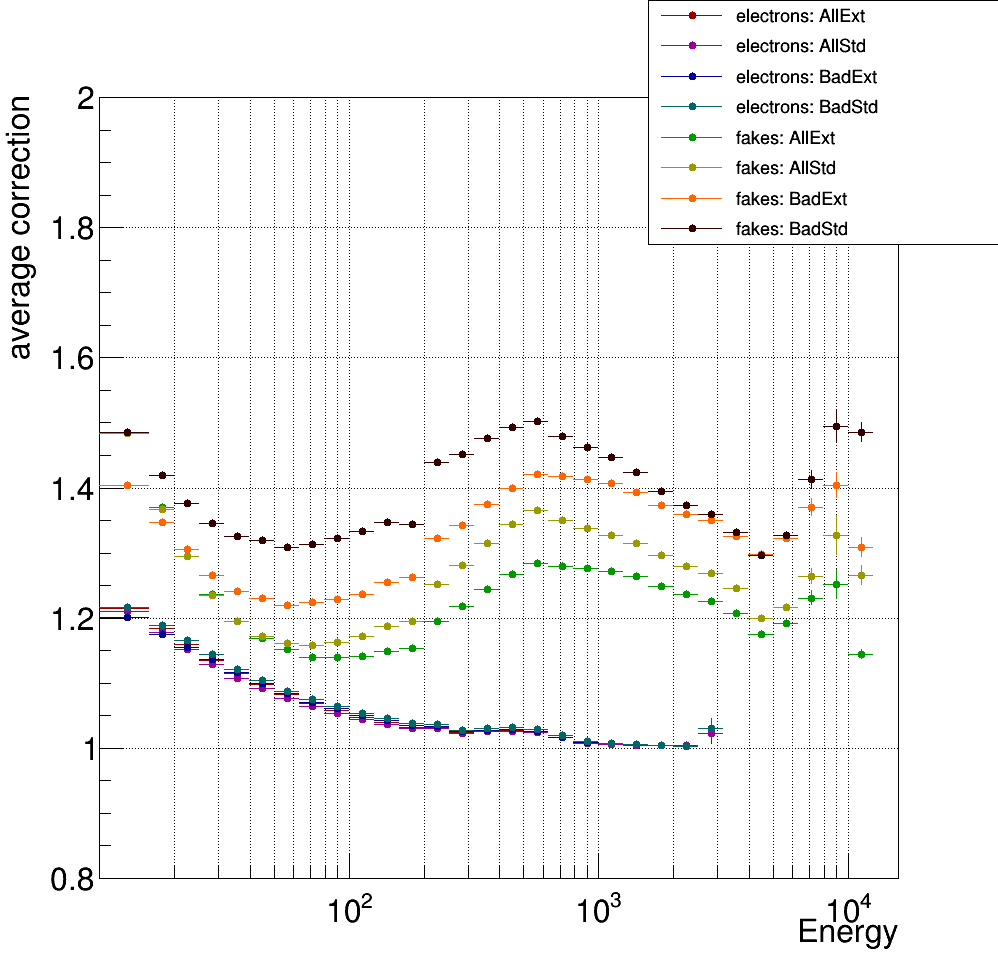 electrons: AllExt
electrons: AllStd
electrons: BadExt
electrons: BadStd
fakes: AllExt
fakes: AllStd
fakes: BadExt
fakes: BadStd
average correction
2
1.8
1.6
1.4
1.2
1
0.8
10²
10³
10⁴
Energy